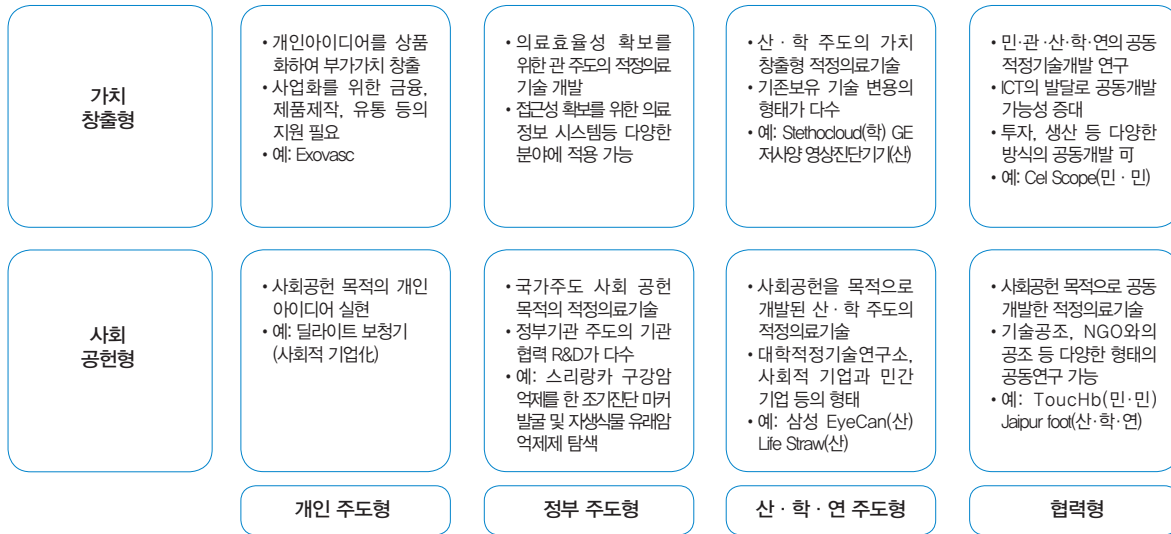 가치
창출형
• 개인아이디어를 상품
화하여 부가가치 창출
• 사업화를 위한 금융,
제품제작, 유통 등의
지원 필요
• 예: Exovasc
• 의료효율성 확보를
위한 관 주도의 적정의료
기술 개발
• 접근성 확보를 위한 의료
정보 시스템등 다양한
분야에 적용 가능
• 산 · 학 주도의 가치
창출형 적정의료기술
• 기존보유 기술 변용의
형태가 다수
• 예: Stethocloud(학) GE
저사양 영상진단기기(산)
• 민·관·산·학·연의 공동
적정기술개발 연구
• ICT의 발달로 공동개발
가능성 증대
• 투자, 생산 등 다양한
방식의 공동개발 可
• 예: Cel Scope(민 · 민)
사회
공헌형
• 사회공헌 목적의 개인
아이디어 실현
• 예: 딜라이트 보청기
(사회적 기업化)
• 국가주도 사회 공헌
목적의 적정의료기술
• 정부기관 주도의 기관
협력 R&D가 다수
• 예: 스리랑카 구강암
억제를 한 조기진단 마커
발굴 및 자생식물 유래암
억제제 탐색
• 사회공헌을 목적으로
개발된 산 · 학 주도의
적정의료기술
• 대학적정기술연구소,
사회적 기업과 민간
기업 등의 형태
• 예: 삼성 EyeCan(산)
Life Straw(산)
• 사회공헌 목적으로 공동
개발한 적정의료기술
• 기술공조, NGO와의
공조 등 다양한 형태의
공동연구 가능
• 예: ToucHb(민·민)
Jaipur foot(산·학·연)
개인 주도형
정부 주도형
산 · 학 · 연 주도형
협력형